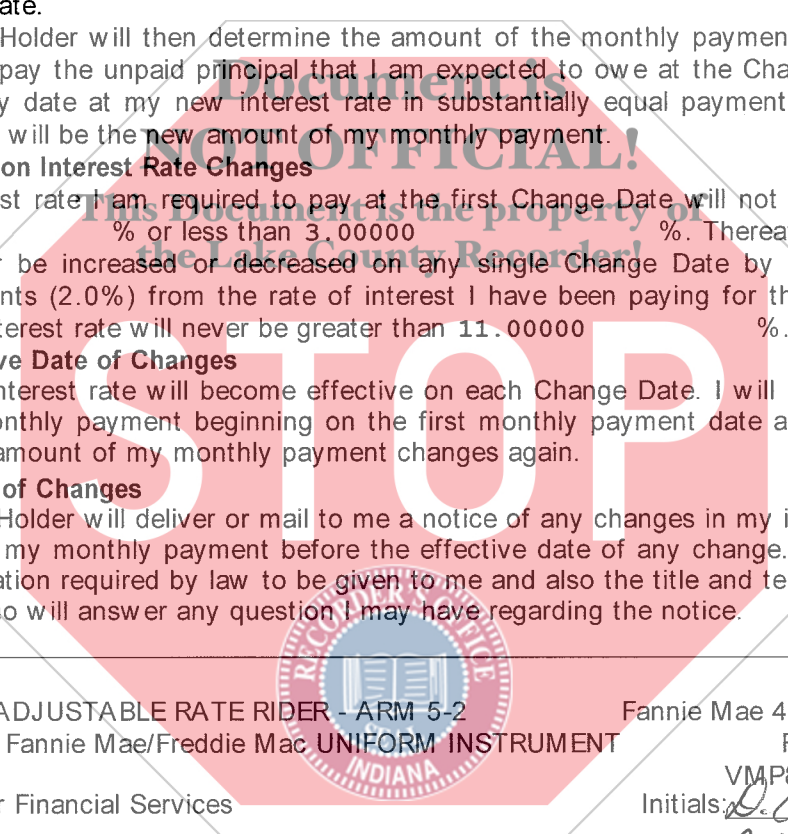 ate.
Holder will then determine the amount of the monthly payment
pay the unpaid principal that I am expected to owe at the Cha
y date at my new interest rate in substantially equal payment
will be the new amount of my monthly payment.
on Interest Rate Changes
st rate I am required to pay at the first Change Date will not
% or less than 3.00000 %. Therea
r be increased or decreased on any single Change Date by
nts (2.0%) from the rate of interest I have been paying for th
terest rate will never be greater than 11.00000 %.
ve Date of Changes
nterest rate will become effective on each Change Date. I will
onthly payment beginning on the first monthly payment date a
amount of my monthly payment changes again.
of Changes
Holder will deliver or mail to me a notice of any changes in my i
my monthly payment before the effective date of any change.
ation required by law to be given to me and also the title and te
so will answer any question I may have regarding the notice.
ADJUSTABLE RATE RIDER - ARM 5-2 Fannie Mae 4
Fannie Mae/Freddie Mac UNIFORM INSTRUMENT F
VMP8
r Financial Services Initials: D.
Document is
NOT OFFICIAL!
This Document is the property of
the Lake County Recorder!
STOP
RECORDER'S OFFICE
INDIANA